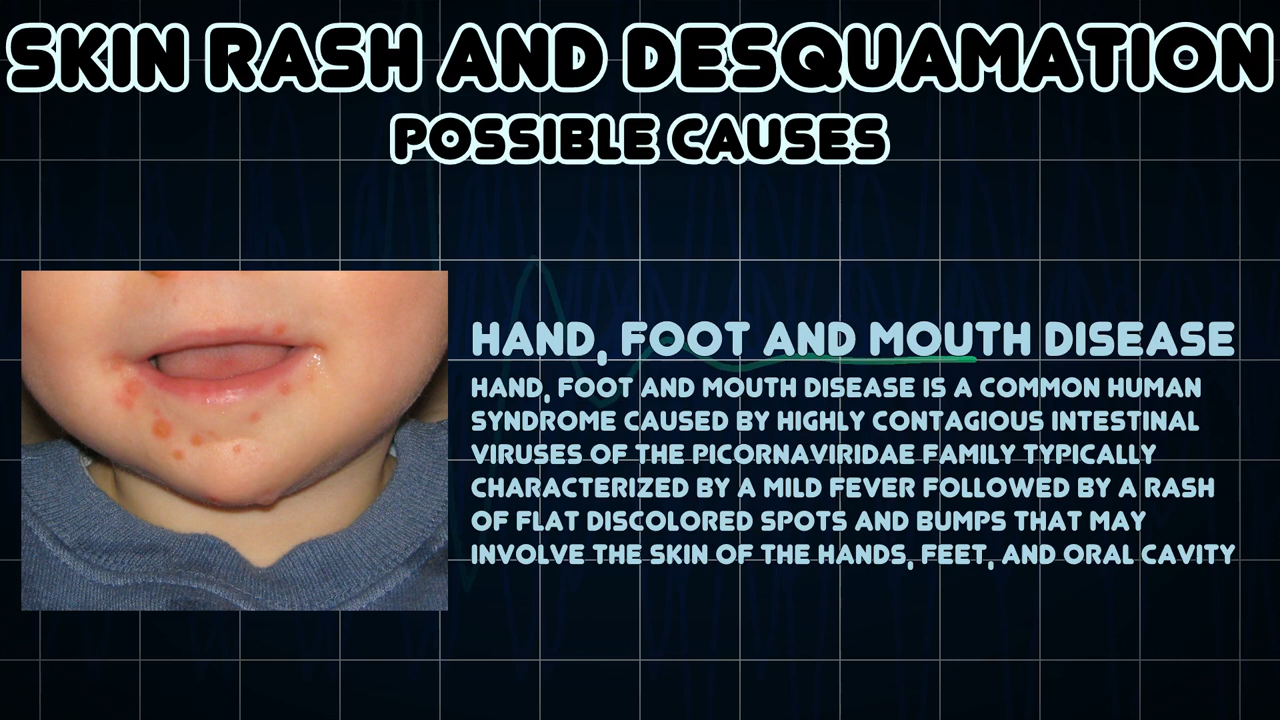 SKIN RASH AND DESQUAMATION
POSSIBLE CAUSES
HAND, FOOT AND MOUTH DISEASE
HAND, FOOT AND MOUTH DISEASE IS A COMMON HUMAN
SYNDROME CAUSED BY HIGHLY CONTAGIOUS INTESTINAL
VIRUSES OF THE PICORNAVIRIDAE FAMILY TYPICALLY
CHARACTERIZED BY A MILD FEVER FOLLOWED BY A RASH
OF FLAT DISCOLORED SPOTS AND BUMPS THAT MAY
INVOLVE THE SKIN OF THE HANDS, FEET, AND ORAL CAVITY